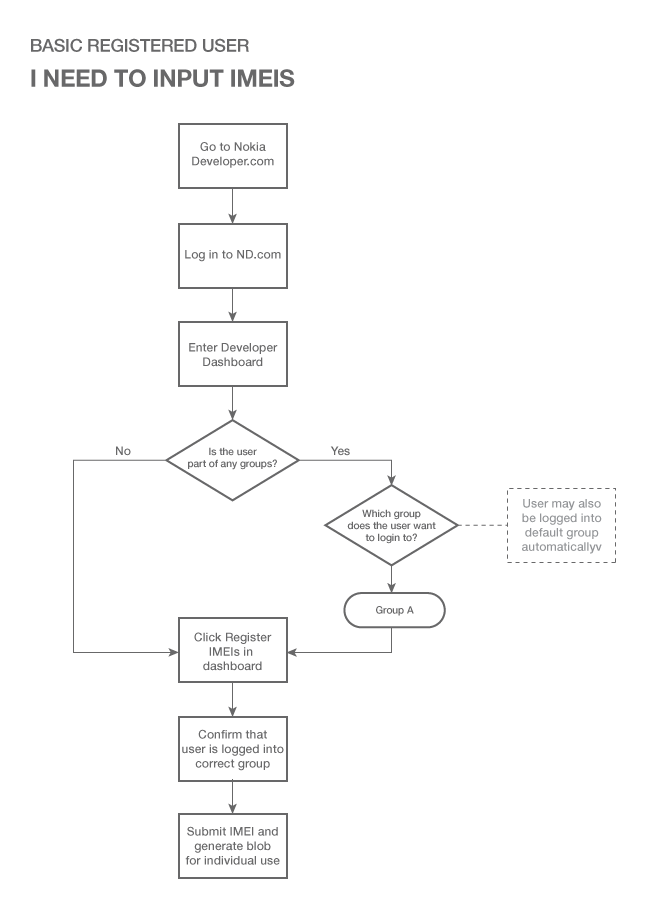 BASIC REGISTERED USER
I NEED TO INPUT IMEIS
Go to Nokia
Developer.com
Log in to ND.com
Enter Developer
Dashboard
Is the user
part of any groups?
No
Yes
Which group
does the user want
to login to?
User may also
be logged into
default group
automaticallyv
Group A
Click Register
IMEIs in
dashboard
Confirm that
user is logged into
correct group
Submit IMEI and
generate blob
for individual use